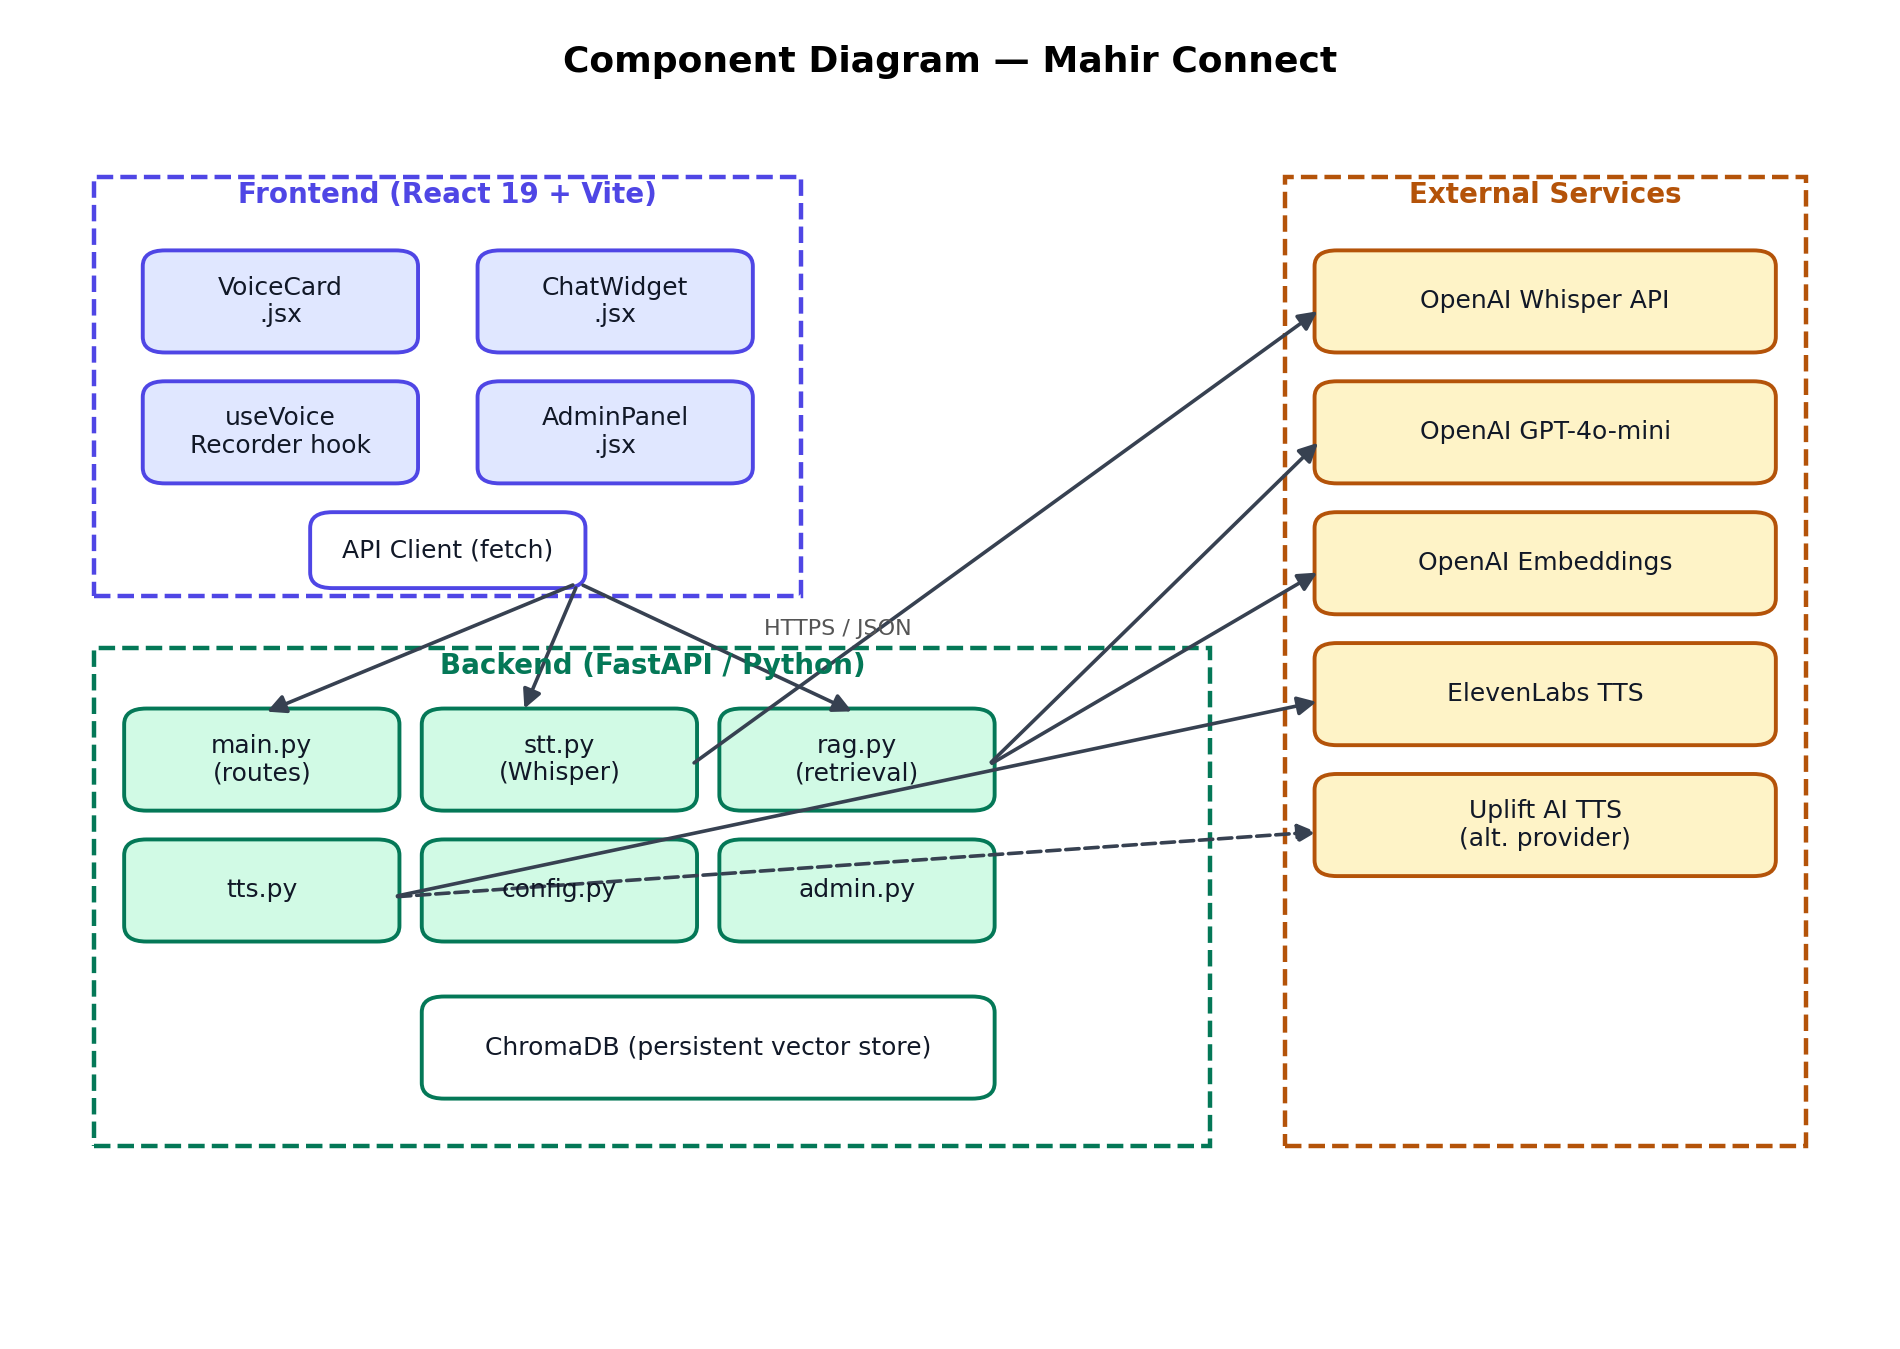 Component Diagram — Mahir Connect
Frontend (React 19 + Vite)
VoiceCard
.jsx
ChatWidget
.jsx
useVoice
Recorder hook
AdminPanel
.jsx
API Client (fetch)
HTTPS / JSON
Backend (FastAPI / Python)
main.py
(routes)
stt.py
(Whisper)
rag.py
(retrieval)
tts.py
config.py
admin.py
ChromaDB (persistent vector store)
External Services
OpenAI Whisper API
OpenAI GPT-4o-mini
OpenAI Embeddings
ElevenLabs TTS
Uplift AI TTS
(alt. provider)